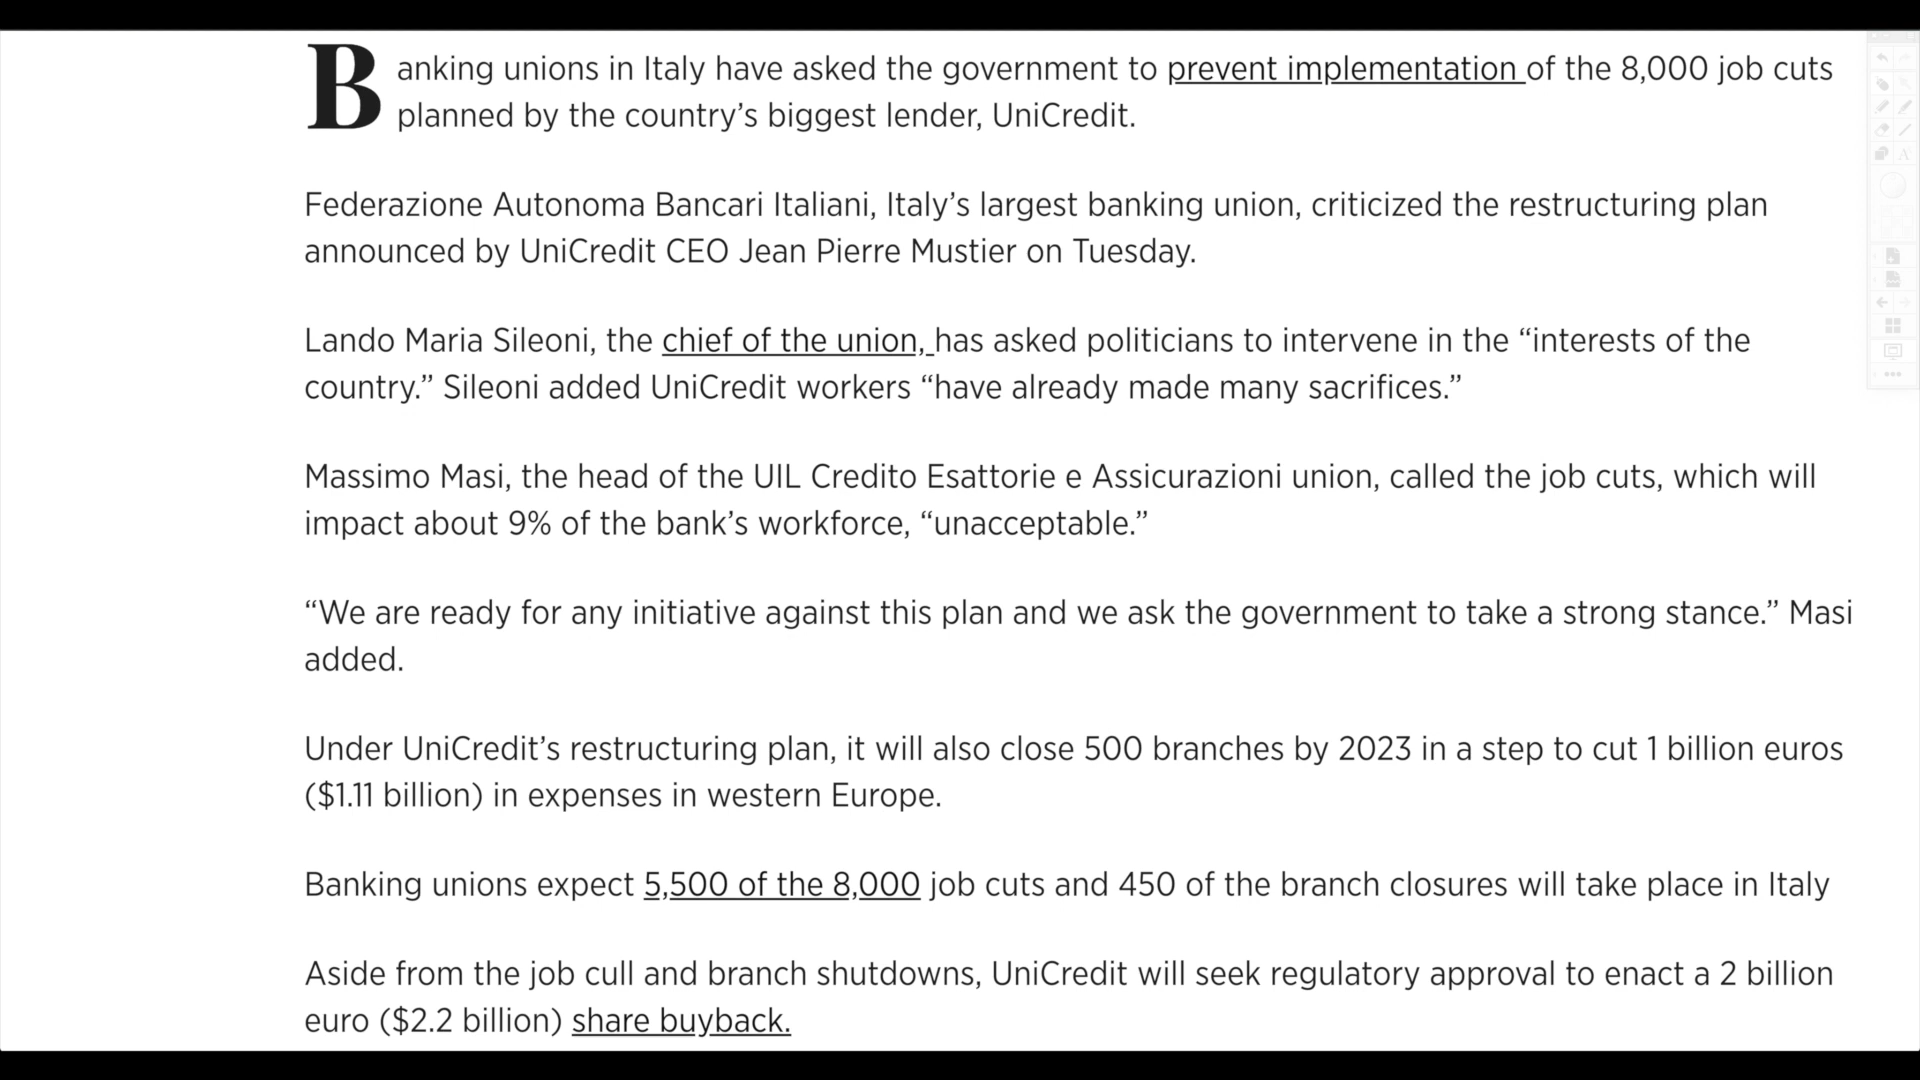 Banking unions in Italy have asked the government to prevent implementation of the 8,000 job cuts
planned by the country’s biggest lender, UniCredit.
Federazione Autonoma Bancari Italiani, Italy’s largest banking union, criticized the restructuring plan
announced by UniCredit CEO Jean Pierre Mustier on Tuesday.
Lando Maria Sileoni, the chief of the union, has asked politicians to intervene in the “interests of the
country.” Sileoni added UniCredit workers “have already made many sacrifices.”
Massimo Masi, the head of the UIL Credito Esattorie e Assicurazioni union, called the job cuts, which will
impact about 9% of the bank’s workforce, “unacceptable.”
“We are ready for any initiative against this plan and we ask the government to take a strong stance.” Masi
added.
Under UniCredit’s restructuring plan, it will also close 500 branches by 2023 in a step to cut 1 billion euros
($1.11 billion) in expenses in western Europe.
Banking unions expect 5,500 of the 8,000 job cuts and 450 of the branch closures will take place in Italy
Aside from the job cull and branch shutdowns, UniCredit will seek regulatory approval to enact a 2 billion
euro ($2.2 billion) share buyback.